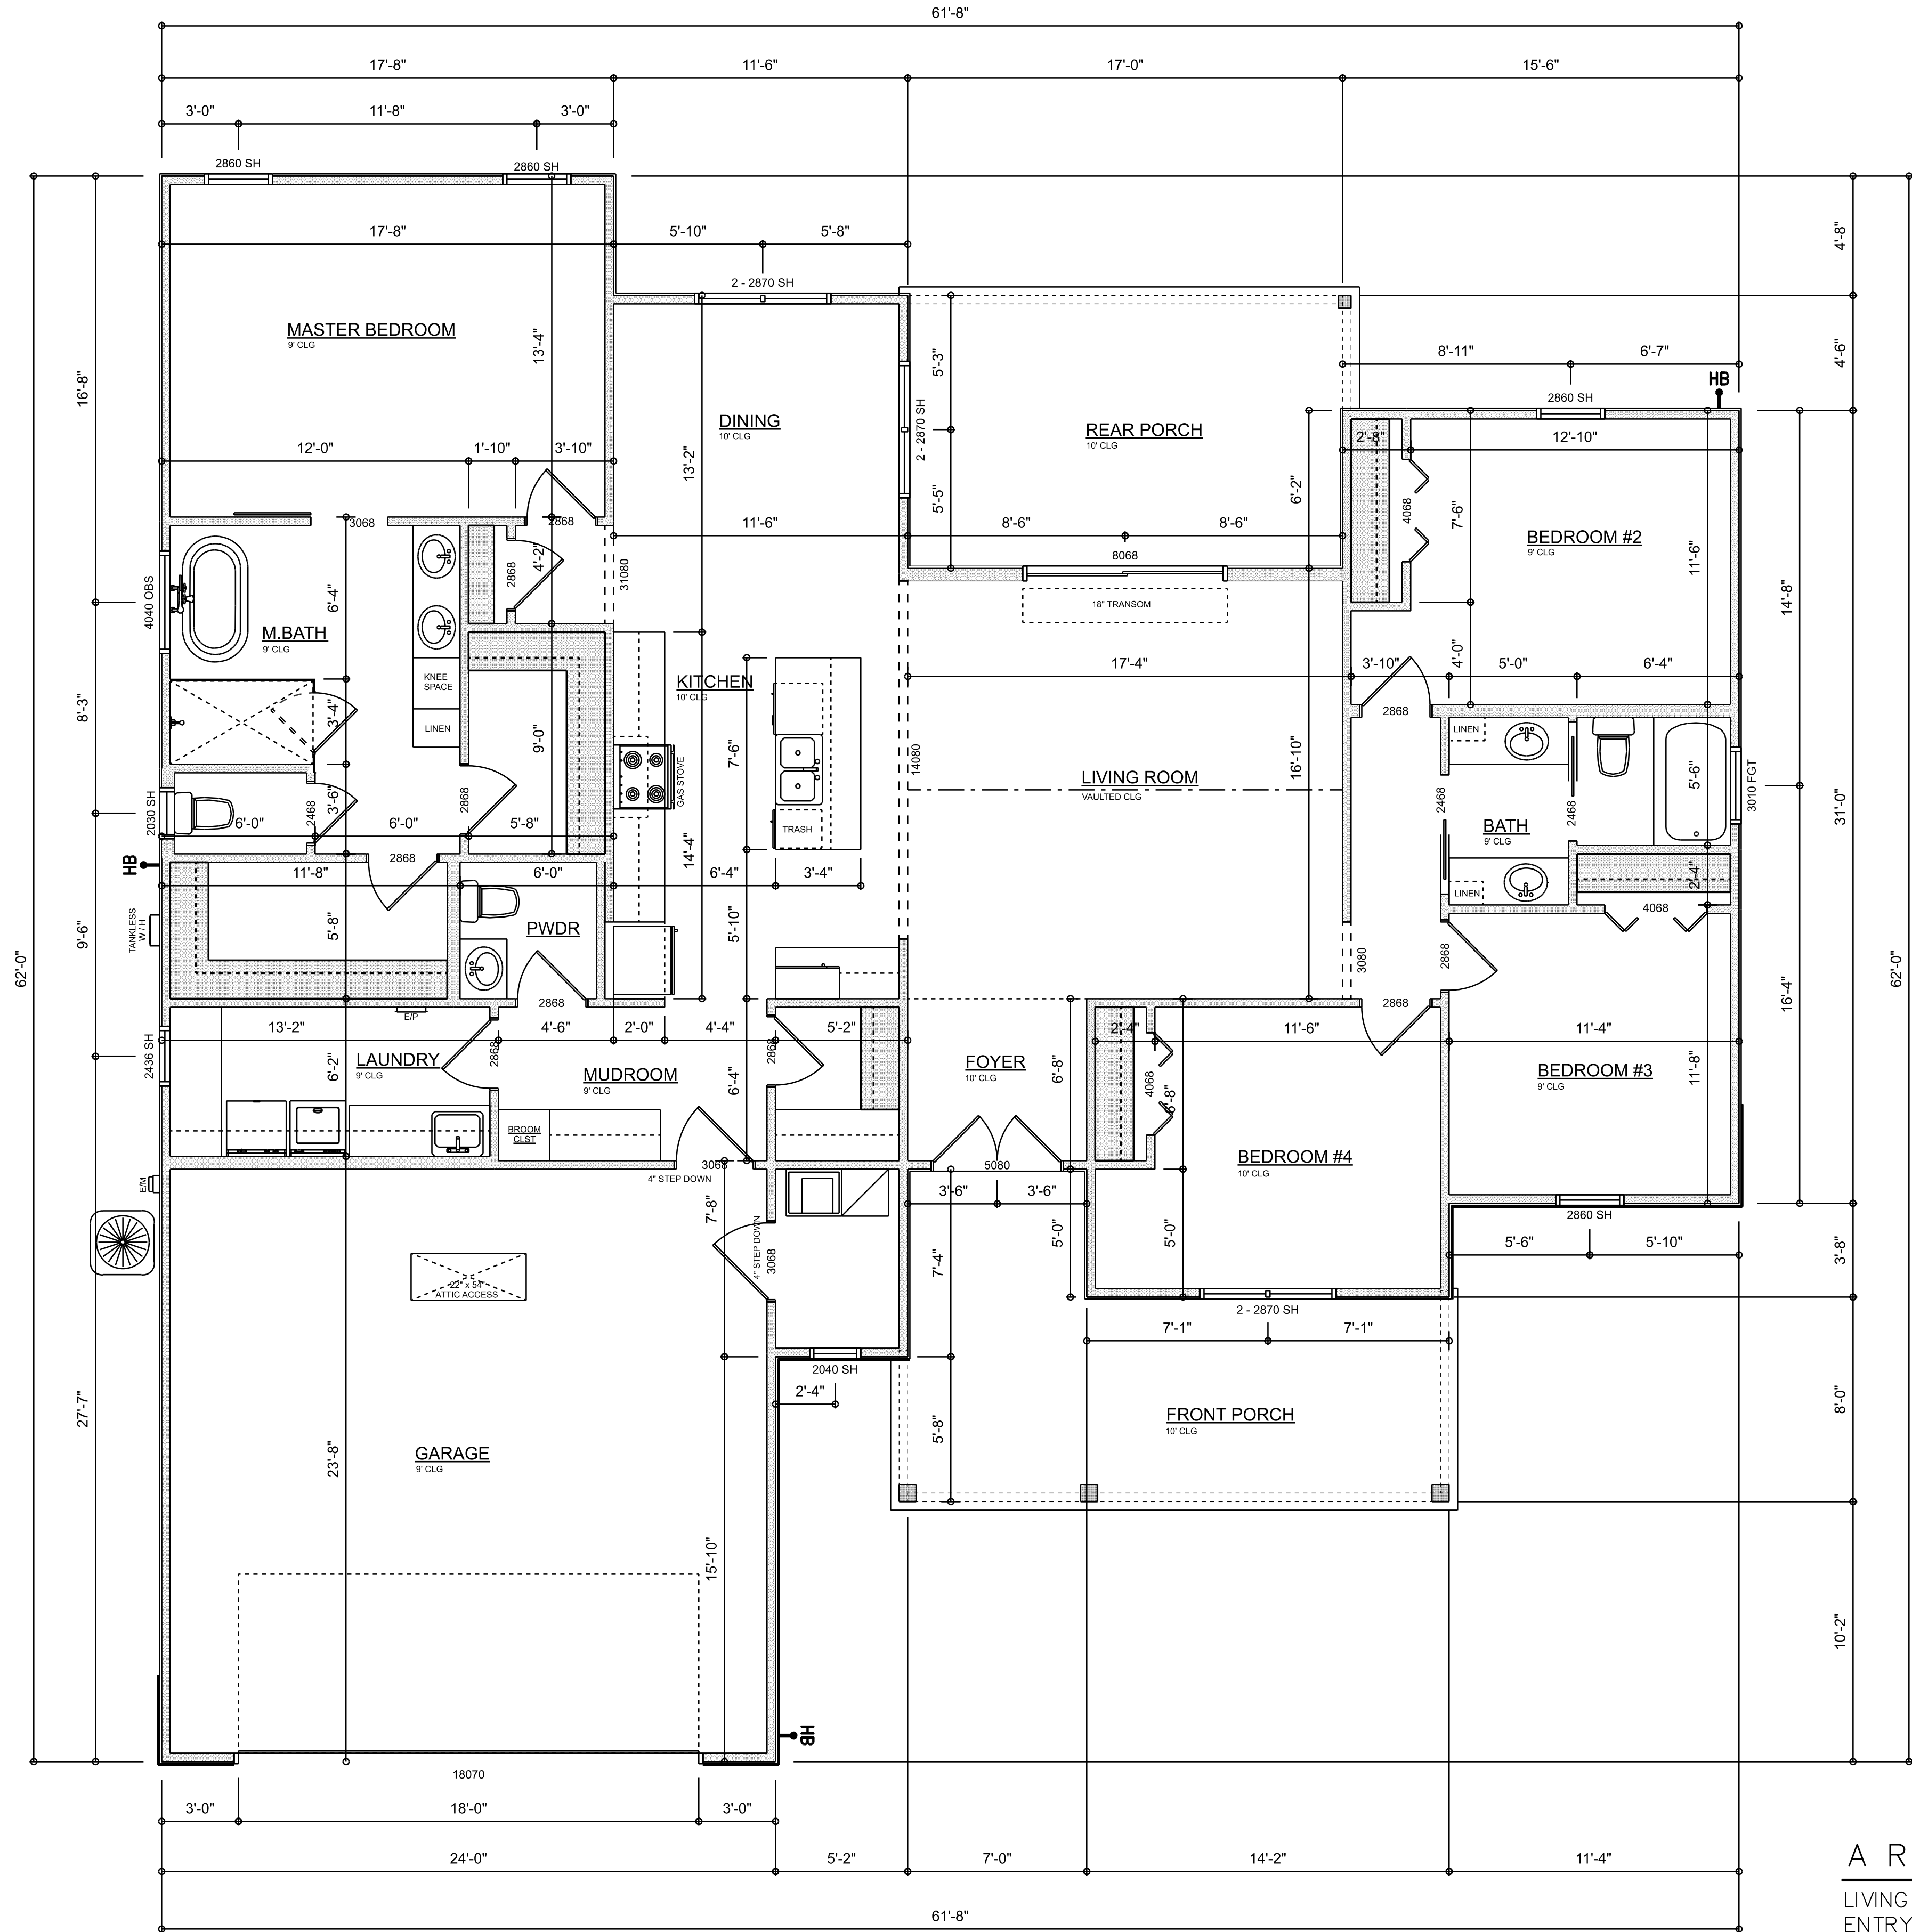 61'-8"
17'-8" 11'-6" 17'-0" 15'-6"
3'-0" 11'-8" 3'-0"
2860 SH 2860 SH
17'-8" 5'-10" 5'-8"
4'-8"
2 - 2870 SH
MASTER BEDROOM
9' CLG
13'-4"
5'-3"
8'-11" 6'-7"
4'-6"
16'-8"
HB
2860 SH
DINING
10' CLG
2 - 2870 SH
REAR PORCH
10' CLG
2'-8" 12'-10"
12'-0" 1'-10" 3'-10"
13'-2"
5'-5"
6'-2"
4068
7'-6"
3068 2868
11'-6" 8'-6" 8'-6"
BEDROOM #2
9' CLG
11'-6"
8068
4040 OBS
6'-4"
2868
4'-2"
31080
18" TRANSOM
14'-8"
M.BATH
9' CLG
KNEE
SPACE
KITCHEN
10' CLG
17'-4" 3'-10" 4'-0" 5'-0" 6'-4"
8'-3"
3'-4"
LINEN
9'-0"
7'-6"
14080
2868
LINEN
GAS STOVE
LIVING ROOM
VAULTED CLG
16'-10"
5'-6"
3010 FGT
2030 SH
3'-6"
2468
2868
2468
2468
31'-0"
6'-0" 6'-0" 5'-8"
TRASH
BATH
9' CLG
HB
2868
14'-4"
11'-8" 6'-0" 6'-4" 3'-4"
2'-4"
LINEN
4068
TANKLESS
W / H
9'-6"
5'-8"
PWDR
5'-10"
62'-0"
3080
2868
62'-0"
2868
2868
16'-4"
E/P
13'-2" 4'-6" 2'-0" 4'-4" 5'-2"
2'-4" 11'-6" 11'-4"
2436 SH
LAUNDRY
9' CLG
6'-2"
2868
MUDROOM
9' CLG
6'-4"
2868
FOYER
10' CLG
6'-8"
4068
6'-8"
BEDROOM #3
9' CLG
11'-8"
BROOM
CLST
BEDROOM #4
10' CLG
E/M
3068
4" STEP DOWN
5080
3'-6" 3'-6"
2860 SH
7'-8"
4" STEP DOWN
3068
7'-4"
5'-0"
5'-0"
5'-6" 5'-10"
3'-8"
22" x 54"
ATTIC ACCESS
2 - 2870 SH
7'-1" 7'-1"
2040 SH
2'-4"
27'-7"
5'-8"
FRONT PORCH
10' CLG
8'-0"
GARAGE
9' CLG
23'-8"
15'-10"
10'-2"
HB
18070
3'-0" 18'-0" 3'-0"
24'-0" 5'-2" 7'-0" 14'-2" 11'-4"
61'-8"
A R
LIVING
ENTRY